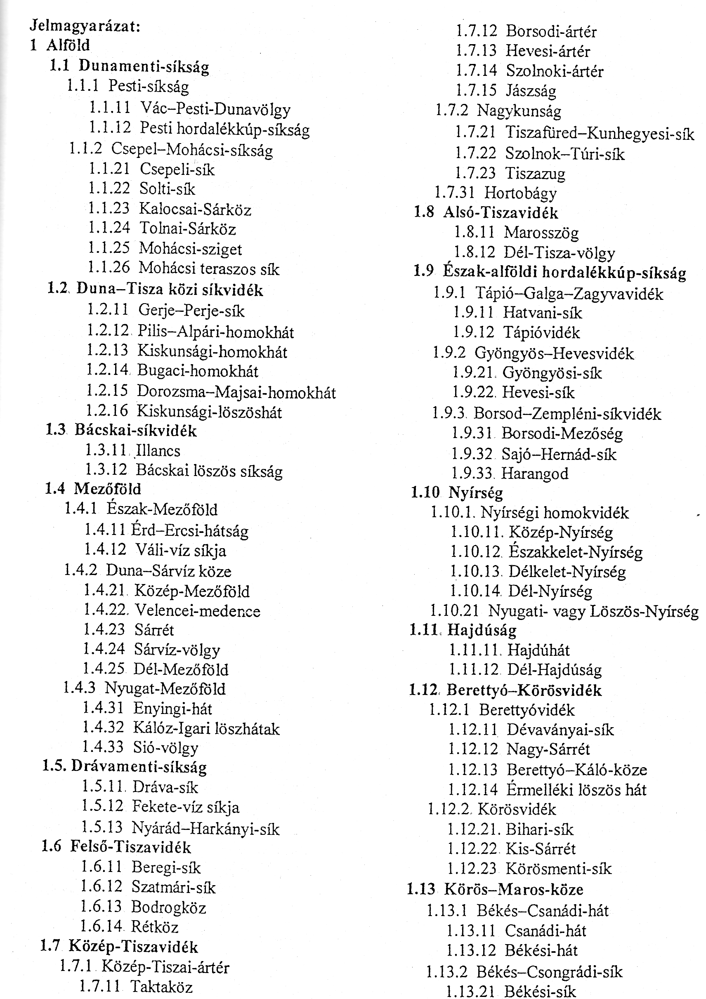 Jelmagyarázat:
1 Alföld
1.1 Dunamenti-síkság
1.1.1 Pesti-síkság
1.1.11 Vác–Pesti-Dunavölgy
1.1.12 Pesti hordalékkúp-síkság
1.1.2 Csepel–Mohácsi-síkság
1.1.21 Csepeli-sík
1.1.22 Solti-sík
1.1.23 Kalocsai-Sárköz
1.1.24 Tolnai-Sárköz
1.1.25 Mohácsi-sziget
1.1.26 Mohácsi teraszos sík
1.2. Duna–Tisza közi síkvidék
1.2.11 Gerje–Perje-sík
1.2.12. Pilis–Alpári-homokhát
1.2.13 Kiskunsági-homokhát
1.2.14. Bugaci-homokhát
1.2.15 Dorozsma–Majsai-homokhát
1.2.16 Kiskunsági-löszöshát
1.3. Bácskai-síkvidék
1.3.11. Illancs
1.3.12 Bácskai löszös síkság
1.4 Mezőföld
1.4.1 Észak-Mezőföld
1.4.11 Érd–Ercsi-hátság
1.4.12 Váli-víz síkja
1.4.2 Duna–Sárvíz köze
1.4.21. Közép-Mezőföld
1.4.22. Velencei-medence
1.4.23 Sárrét
1.4.24 Sárvíz-völgy
1.4.25. Dél-Mezőföld
1.4.3 Nyugat-Mezőföld
1.4.31 Enyingi-hát
1.4.32 Kálóz-Igari löszhátak
1.4.33 Sió-völgy
1.5. Drávamenti-síkság
1.5.11. Dráva-sík
1.5.12 Fekete-víz síkja
1.5.13 Nyárád–Harkányi-sík
1.6 Felső-Tiszavidék
1.6.11 Beregi-sík
1.6.12 Szatmári-sík
1.6.13 Bodrogköz
1.6.14. Rétköz
1.7 Közép-Tiszavidék
1.7.1. Közép-Tiszai-ártér
1.7.11 Taktaköz
1.7.12 Borsodi-ártér
1.7.13 Hevesi-ártér
1.7.14 Szolnoki-ártér
1.7.15 Jászság
1.7.2 Nagykunság
1.7.21 Tiszafüred–Kunhegyesi-sík
1.7.22 Szolnok–Túri-sík
1.7.23 Tiszazug
1.7.31 Hortobágy
1.8 Alsó-Tiszavidék
1.8.11 Marosszög
1.8.12 Dél-Tisza-völgy
1.9 Észak-alföldi hordalékkúp-síkság
1.9.1 Tápió–Galga–Zagyvavidék
1.9.11 Hatvani-sík
1.9.12 Tápióvidék
1.9.2 Gyöngyös–Hevesvidék
1.9.21. Gyöngyösi-sík
1.9.22. Hevesi-sík
1.9.3. Borsod–Zempléni-síkvidék
1.9.31. Borsodi-Mezőség
1.9.32. Sajó–Hernád-sík
1.9.33. Harangod
1.10 Nyírség
1.10.1. Nyírségi homokvidék
1.10.11. Közép-Nyírség
1.10.12. Északkelet-Nyírség
1.10.13. Délkelet-Nyírség
1.10.14. Dél-Nyírség
1.10.21 Nyugati- vagy Löszös-Nyírség
1.11. Hajdúság
1.11.11. Hajdúhát
1.11.12. Dél-Hajdúság
1.12. Berettyó–Körösvidék
1.12.1 Berettyóvidék
1.12.11 Dévaványai-sík
1.12.12 Nagy-Sárrét
1.12.13 Berettyó–Káló-köze
1.12.14 Érmelléki löszös hát
1.12.2. Körösvidék
1.12.21. Bihari-sík
1.12.22. Kis-Sárrét
1.12.23 Körösmenti-sík
1.13 Körös–Maros-köze
1.13.1 Békés–Csanádi-hát
1.13.11 Csanádi-hát
1.13.12 Békési-hát
1.13.2 Békés–Csongrádi-sík
1.13.21 Békési-sík